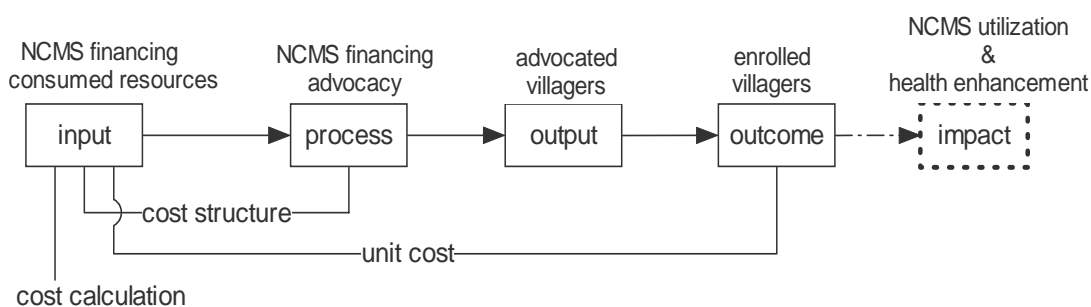 NCMS financing
consumed resources
NCMS financing
advocacy
advocated
villagers
enrolled
villagers
NCMS utilization
&
health enhancement
input
process
output
outcome
impact
cost structure
unit cost
cost calculation